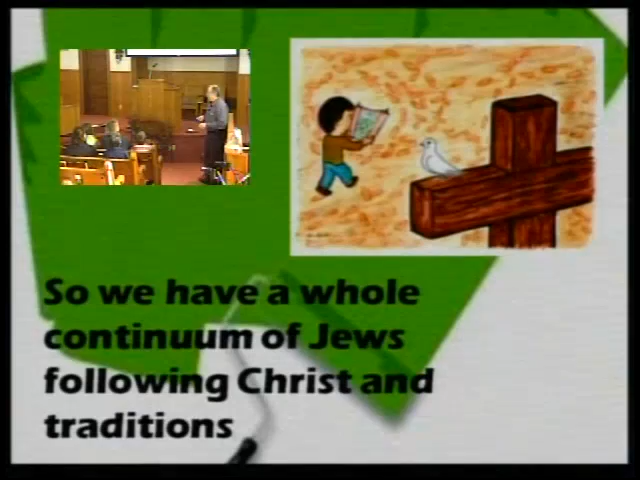 So we have a whole
continuum of Jews
following Christ and
traditions